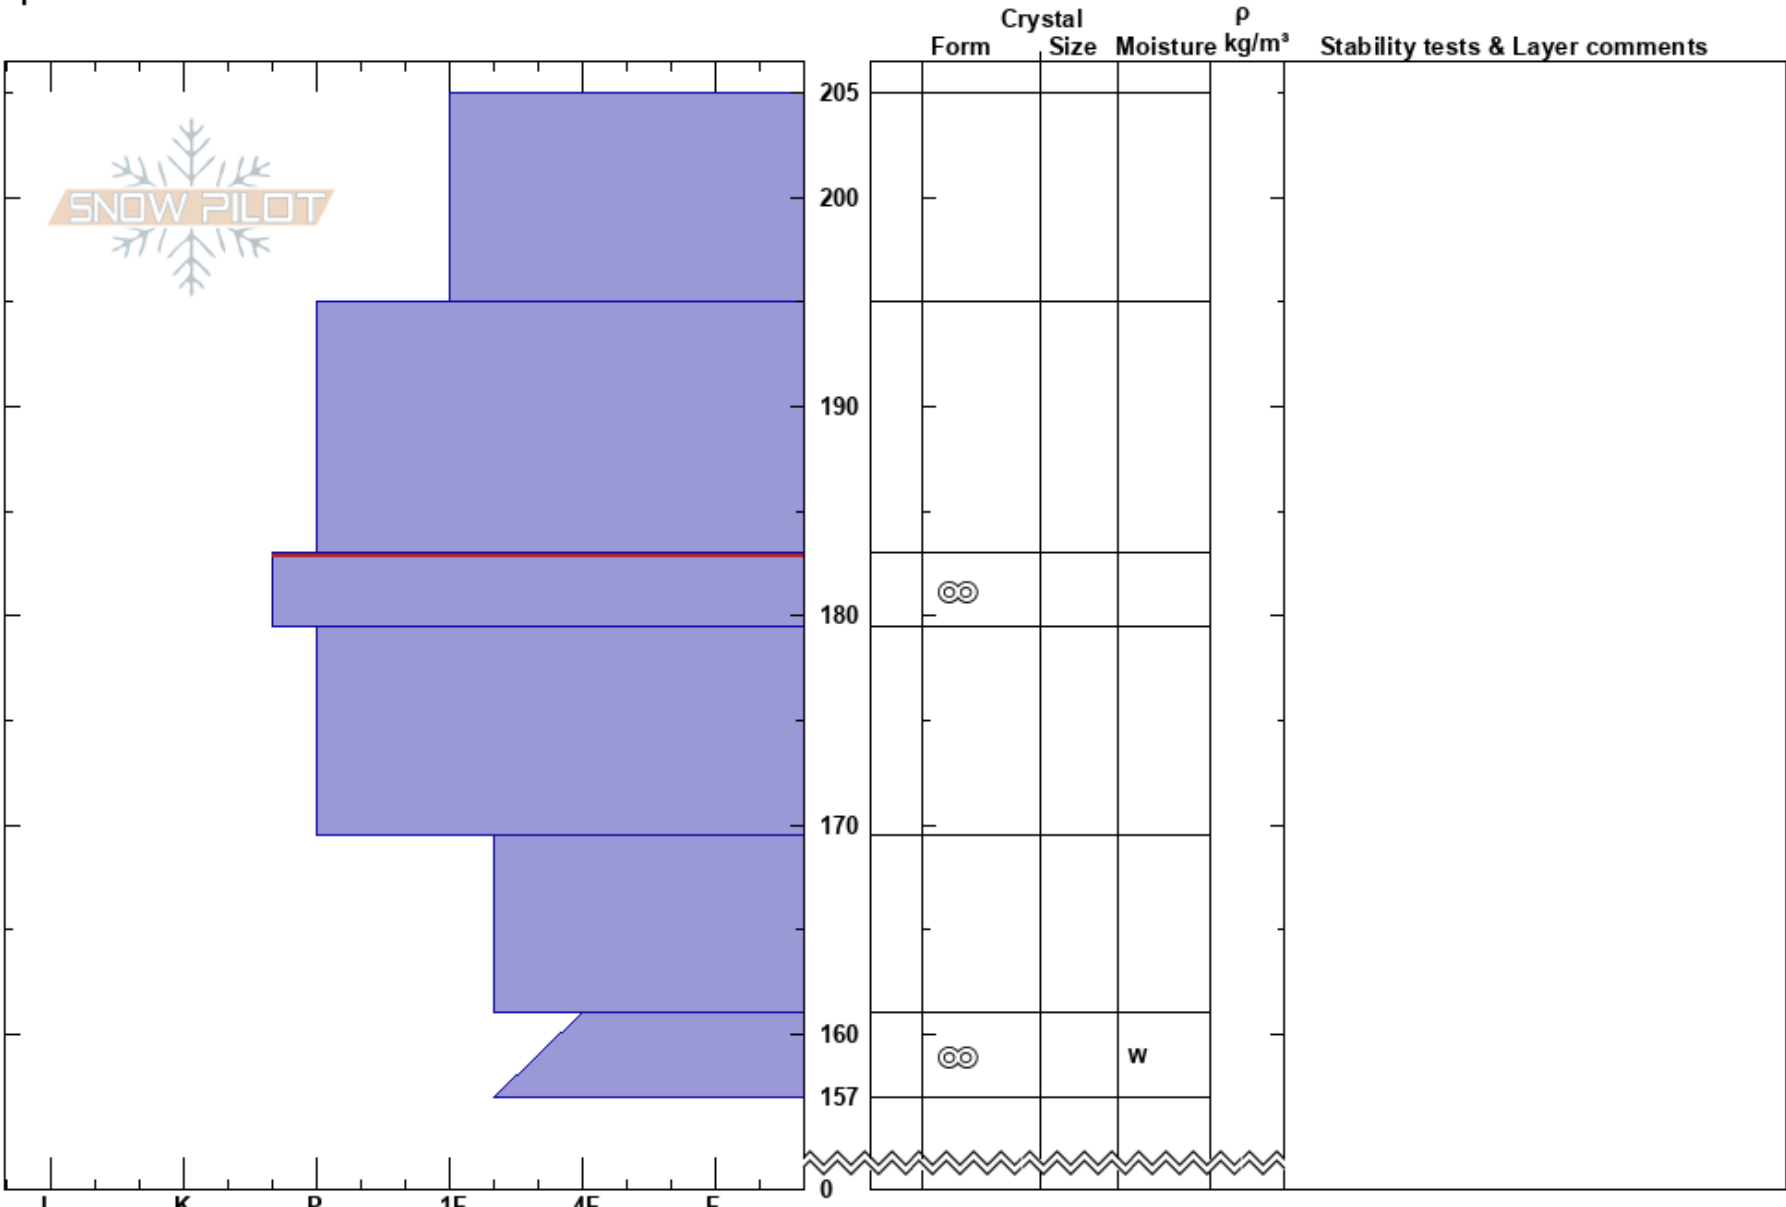 Crystal ρ
Form Size Moisture kg/m³ Stability tests & Layer comments
205
SNOW PILOT
200
190
180
170
160
W
157
0
I K P 1F 4F F